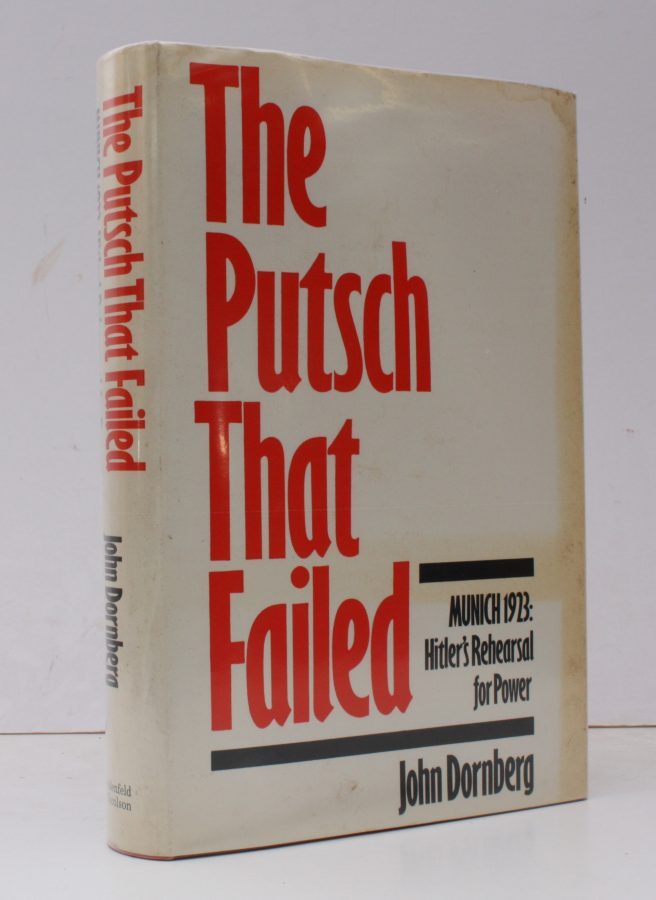 The
Putsch
That
Failed
MUNICH 1923:
Hitler's Rehearsal
for Power
John Dornberg
The Putsch That Failed
John Dornberg